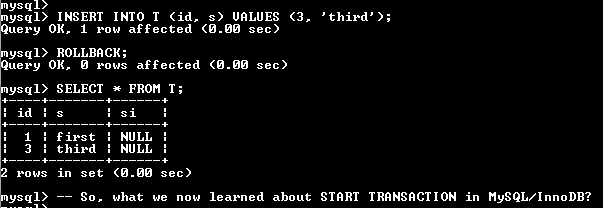 mysql>
mysql> INSERT INTO T (id, s) VALUES (3, 'third');
Query OK, 1 row affected (0.00 sec)
mysql> ROLLBACK;
Query OK, 0 rows affected (0.00 sec)
mysql> SELECT * FROM T;
+----+-------+------+
| id | s     | si   |
+----+-------+------+
|  1 | first | NULL |
|  3 | third | NULL |
+----+-------+------+
2 rows in set (0.00 sec)
mysql> -- So, what we now learned about START TRANSACTION in MySQL/InnoDB?
mysql>